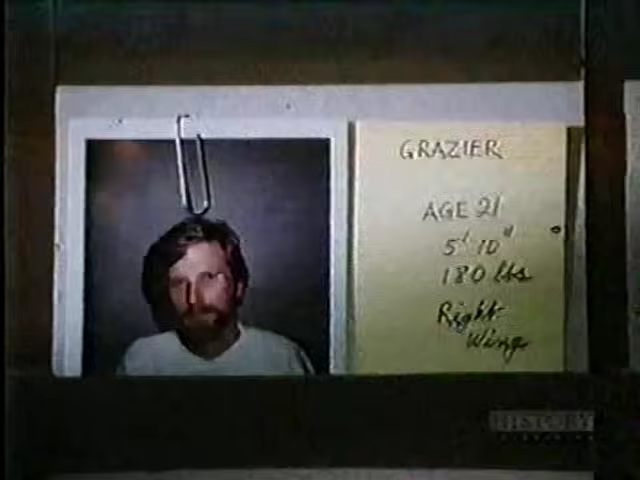 GRAZIER
AGE 21
5' 10"
180 lbs
Right
Wing
HISTORY